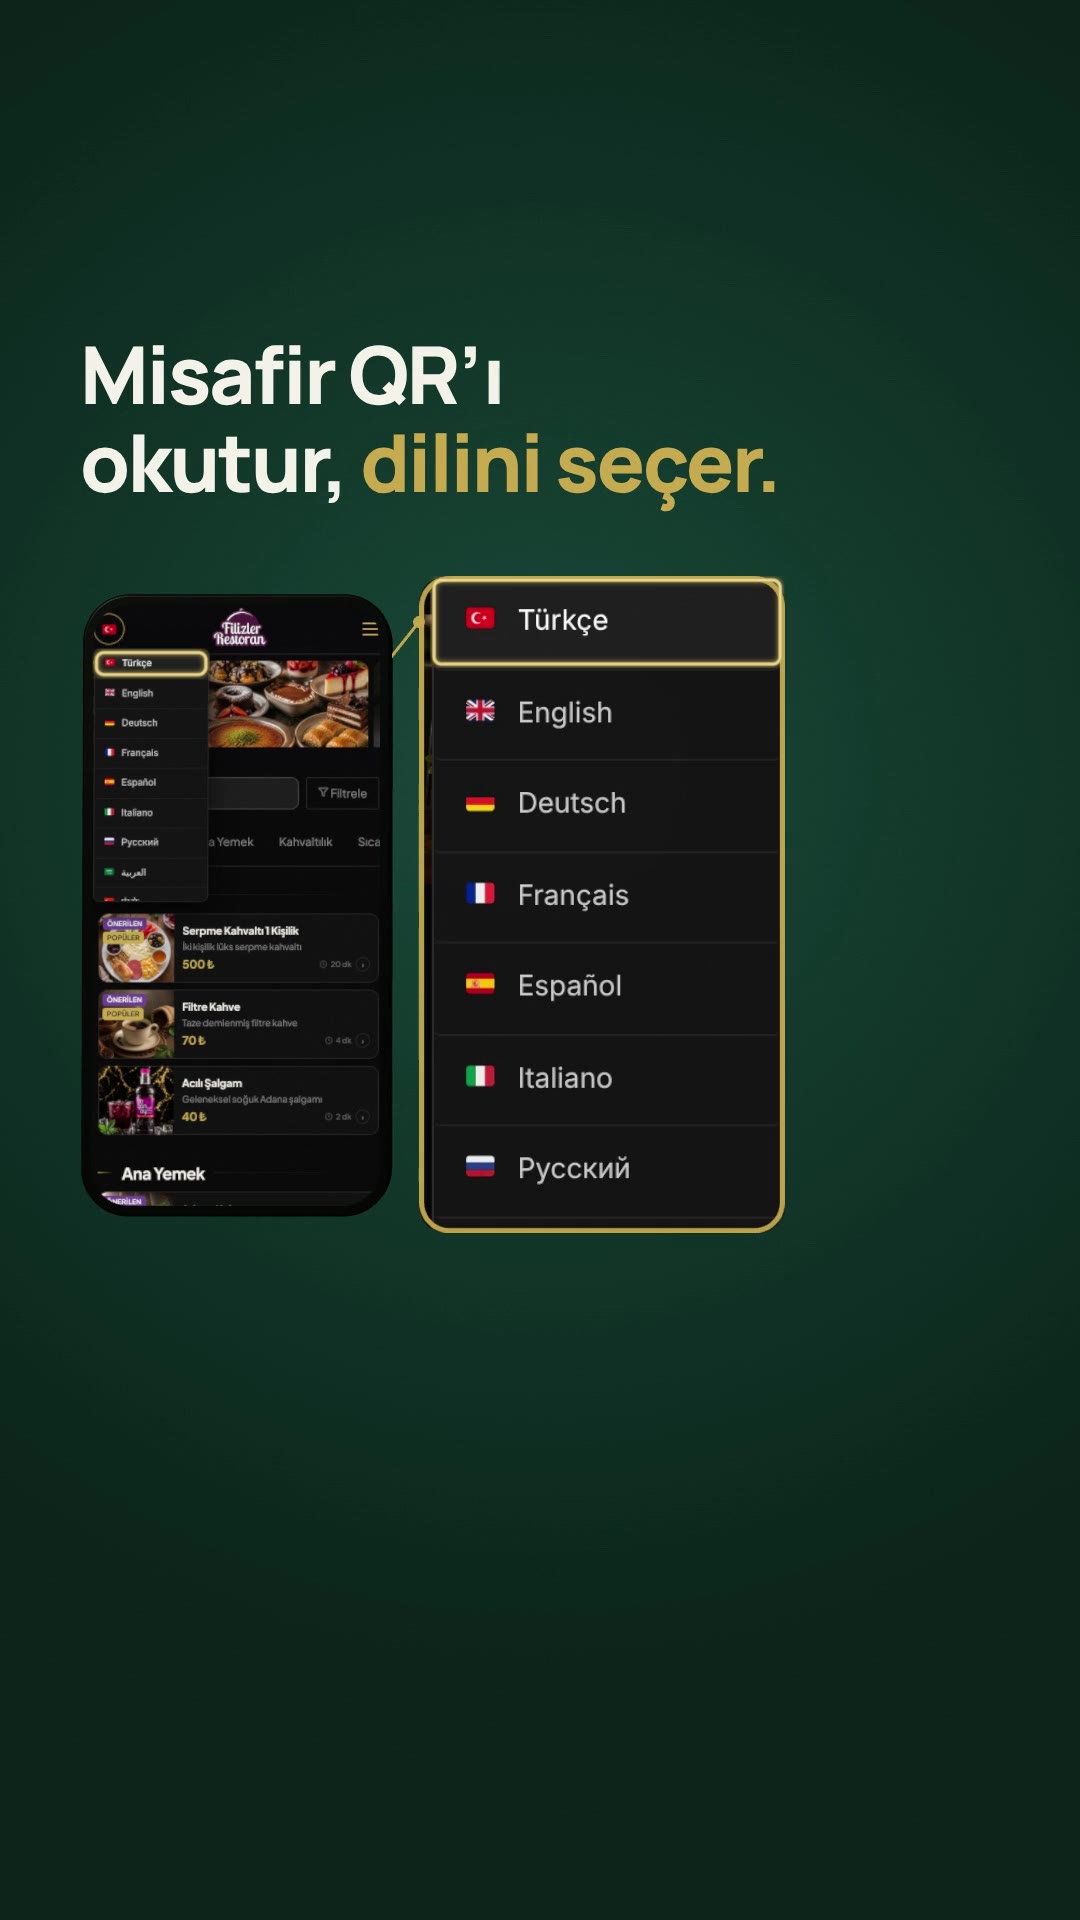 Misafir QR’ı
okutur, dilini seçer.
Filizler
Restoran
Türkçe
English
Deutsch
Français
Español
Italiano
Русский
العربية
Filtrele
a Yemek
Kahvaltılık
Sıca
ÖNERİLEN
POPÜLER
Serpme Kahvaltı 1 Kişilik
İki kişilik lüks serpme kahvaltı
500 ₺
20 dk
ÖNERİLEN
POPÜLER
Filtre Kahve
Taze demlenmiş filtre kahve
70 ₺
4 dk
Acılı Şalgam
Geleneksel soğuk Adana şalgamı
40 ₺
2 dk
Ana Yemek
ÖNERİLEN
Türkçe
English
Deutsch
Français
Español
Italiano
Русский